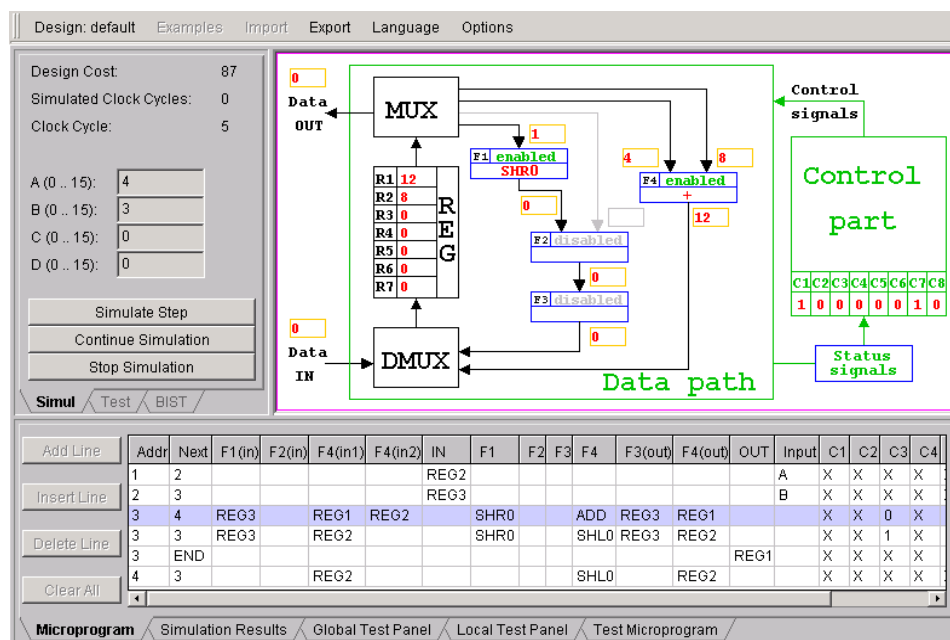 Design: default Examples Import Export Language Options
Design Cost: 87
Simulated Clock Cycles: 0
Clock Cycle: 5
A (0 .. 15): 4
B (0 .. 15): 3
C (0 .. 15): 0
D (0 .. 15): 0
Simulate Step
Continue Simulation
Stop Simulation
Simul Test BIST
0
Data
OUT
MUX
R1 12
R2 8
R3 0
R4 0
R5 0
R6 0
R7 0
REG
0
Data
IN
DMUX
1
F1 enabled
SHR0
0
F2 disabled
0
F3 disabled
0
4 8
F4 enabled
+
12
Data path
Control
signals
Control
part
C1 C2 C3 C4 C5 C6 C7 C8
1 0 0 0 0 0 1 0
Status
signals
Add Line
Insert Line
Delete Line
Clear All
Addr Next F1(in) F2(in) F4(in1) F4(in2) IN F1 F2 F3 F4 F3(out) F4(out) OUT Input C1 C2 C3 C4
1 2 REG2 A X X X X
2 3 REG3 B X X X X
3 4 REG3 REG1 REG2 SHR0 ADD REG3 REG1 X X 0 X
3 3 REG3 REG2 SHR0 SHL0 REG3 REG2 X X 1 X
3 END REG1 X X X X
4 3 REG2 SHL0 REG2 X X X X
Microprogram Simulation Results Global Test Panel Local Test Panel Test Microprogram